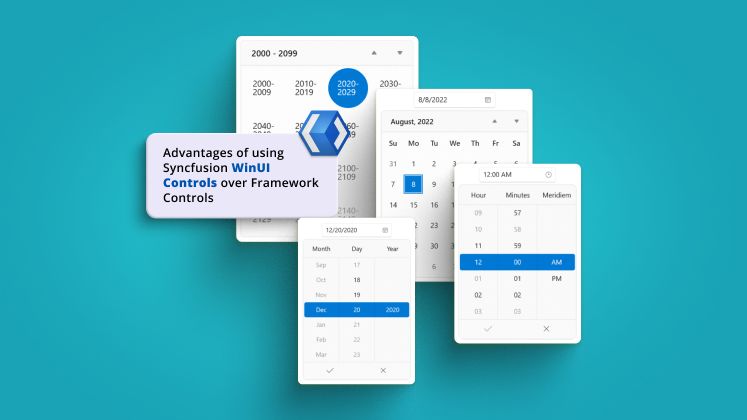 2000 - 2099
2000-
2009
2010-
2019
2020-
2029
2030-
2040-
2100-
2109
2140-
2149
2129
8/8/2022
August, 2022
Su Mo Tu We Th Fr Sa
31 1 2 3 4 5 6
7 8 9
14 15 16
22 23
29 30
5 6
Advantages of using
Syncfusion WinUI
Controls over Framework
Controls
12:00 AM
Hour Minutes Meridiem
09 57
10 58
11 59
12 00 AM
01 01 PM
02 02
03 03
12/20/2020
Month Day Year
Sep 17
Oct 18
Nov 19
Dec 20 2020
Jan 21
Feb 22
Mar 23